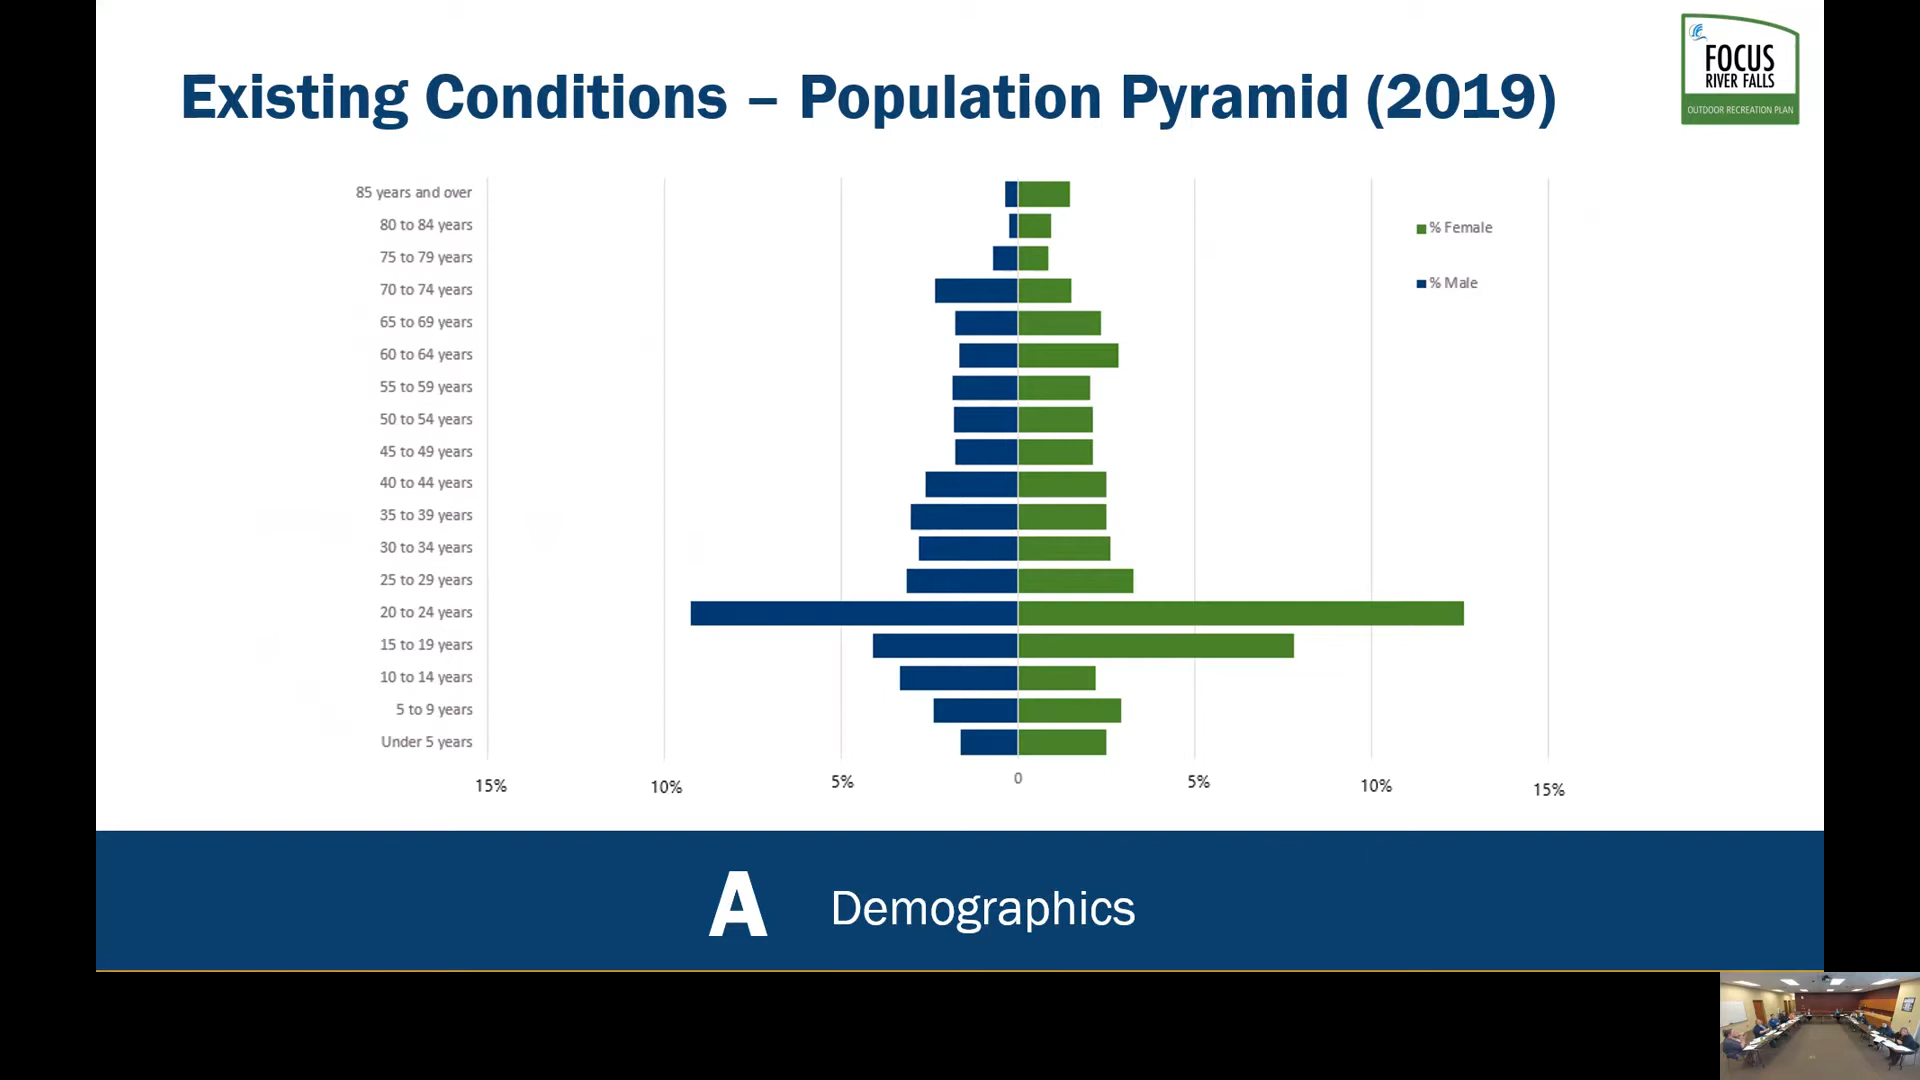 FOCUS
RIVER FALLS
OUTDOOR RECREATION PLAN
Existing Conditions – Population Pyramid (2019)
85 years and over
80 to 84 years
75 to 79 years
70 to 74 years
65 to 69 years
60 to 64 years
55 to 59 years
50 to 54 years
45 to 49 years
40 to 44 years
35 to 39 years
30 to 34 years
25 to 29 years
20 to 24 years
15 to 19 years
10 to 14 years
5 to 9 years
Under 5 years
% Female
% Male
15% 10% 5% 0 5% 10% 15%
A Demographics